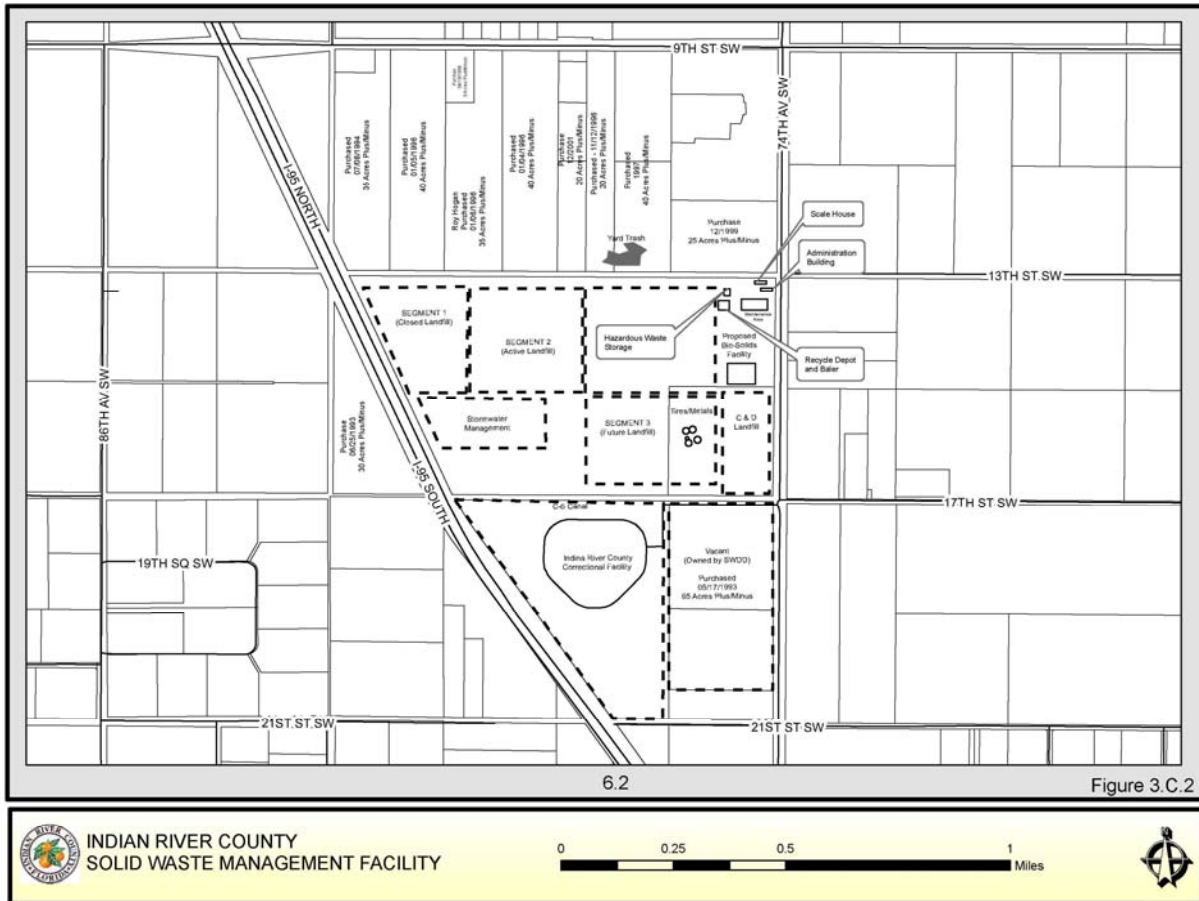 9TH ST SW
74TH AV SW
I-95 NORTH
Purchased
07/08/1994
35 Acres Plus/Minus
Purchased
01/05/1996
40 Acres Plus/Minus
Roy Hogan
Purchased
01/08/1996
35 Acres Plus/Minus
Purchased
01/04/1996
40 Acres Plus/Minus
Purchase
12/2001
20 Acres Plus/Minus
Purchased - 11/12/1996
20 Acres Plus/Minus
Purchased
1997
40 Acres Plus/Minus
Yard Trash
Purchase
12/1999
25 Acres Plus/Minus
Scale House
Administration
Building
13TH ST SW
SEGMENT 1
(Closed Landfill)
SEGMENT 2
(Active Landfill)
Hazardous Waste
Storage
Maintenance
Area
Proposed
Bio-Solids
Facility
Recycle Depot
and Baler
86TH AV SW
Purchase
06/25/1993
30 Acres Plus/Minus
Stormwater
Management
SEGMENT 3
(Future Landfill)
Tires/Metals
C & D
Landfill
I-95 SOUTH
17TH ST SW
C-6 Canal
19TH SQ SW
Indina River County
Correctional Facility
Vacant
(Owned by SWDD)
Purchased
05/17/1993
65 Acres Plus/Minus
21ST ST SW
21ST ST SW
6.2
Figure 3.C.2
INDIAN RIVER COUNTY
FLORIDA
INDIAN RIVER COUNTY
SOLID WASTE MANAGEMENT FACILITY
0 0.25 0.5 1
Miles